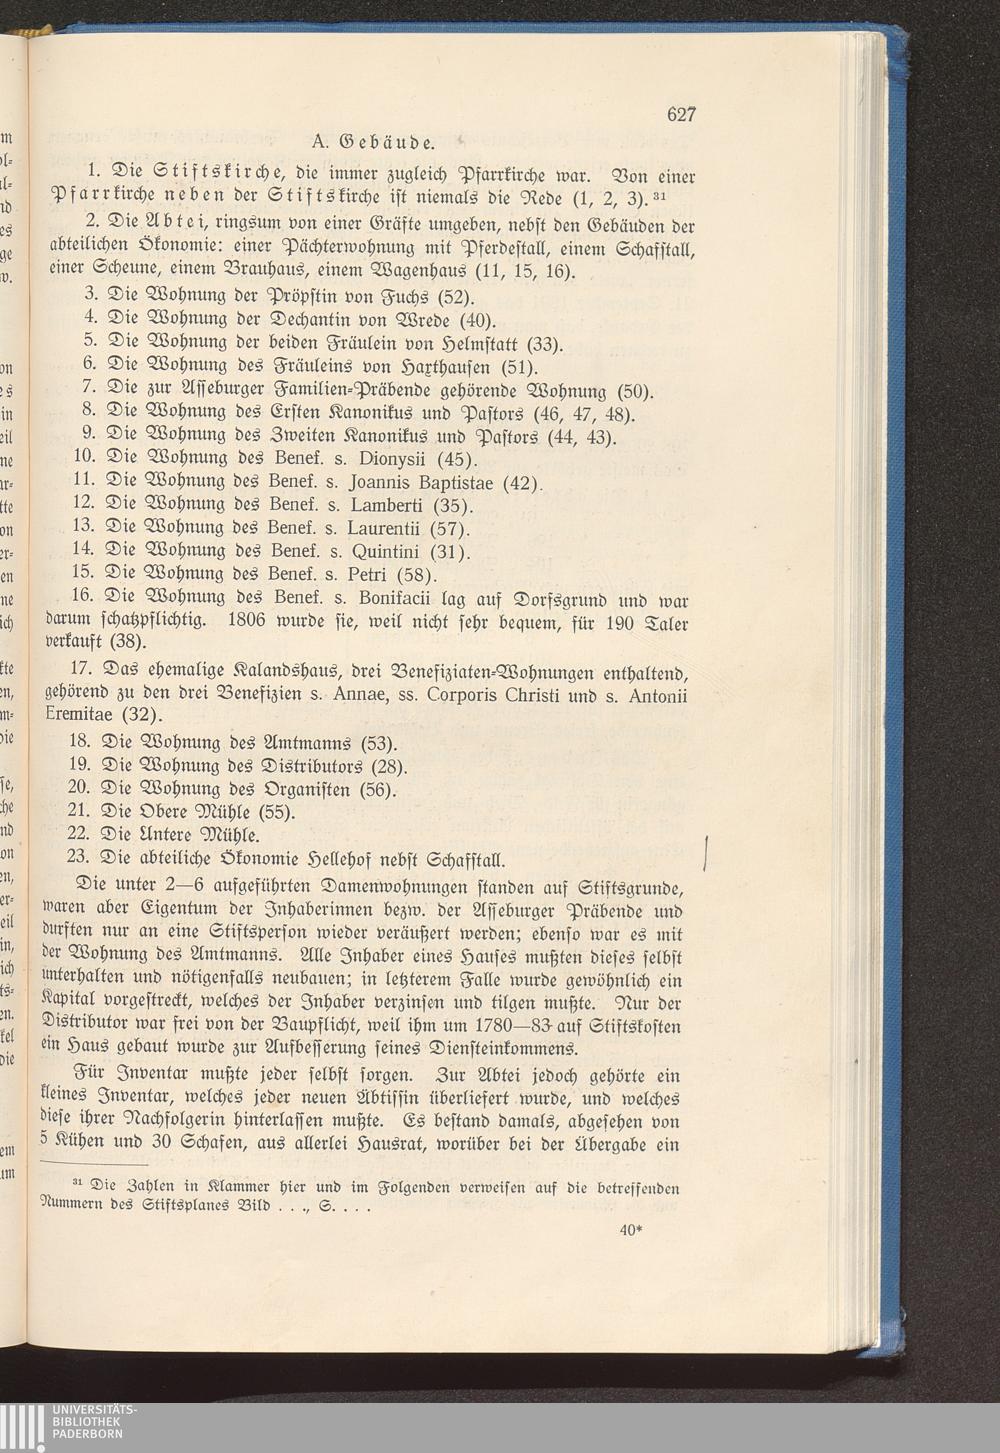 627
A. Gebäude.
1. Die Stiftskirche, die immer zugleich Pfarrkirche war. Von einer
Pfarrkirche neben der Stiftskirche ist niemals die Rede (1, 2, 3).³¹
2. Die Abtei, ringsum von einer Gräfte umgeben, nebst den Gebäuden der
abteilichen Ökonomie: einer Pächterwohnung mit Pferdestall, einem Schafstall,
einer Scheune, einem Brauhaus, einem Wagenhaus (11, 15, 16).
3. Die Wohnung der Pröpstin von Fuchs (52).
4. Die Wohnung der Dechantin von Wrede (40).
5. Die Wohnung der beiden Fräulein von Helmstatt (33).
6. Die Wohnung des Fräuleins von Haxthausen (51).
7. Die zur Asseburger Familien-Präbende gehörende Wohnung (50).
8. Die Wohnung des Ersten Kanonikus und Pastors (46, 47, 48).
9. Die Wohnung des Zweiten Kanonikus und Pastors (44, 43).
10. Die Wohnung des Benef. s. Dionysii (45).
11. Die Wohnung des Benef. s. Joannis Baptistae (42).
12. Die Wohnung des Benef. s. Lamberti (35).
13. Die Wohnung des Benef. s. Laurentii (57).
14. Die Wohnung des Benef. s. Quintini (31).
15. Die Wohnung des Benef. s. Petri (58).
16. Die Wohnung des Benef. s. Bonifacii lag auf Dorfsgrund und war
darum schatzpflichtig. 1806 wurde sie, weil nicht sehr bequem, für 190 Taler
verkauft (38).
17. Das ehemalige Kalandshaus, drei Benefiziaten-Wohnungen enthaltend,
gehörend zu den drei Benefizien s. Annae, ss. Corporis Christi und s. Antonii
Eremitae (32).
18. Die Wohnung des Amtmanns (53).
19. Die Wohnung des Distributors (28).
20. Die Wohnung des Organisten (56).
21. Die Obere Mühle (55).
22. Die Untere Mühle.
23. Die abteiliche Ökonomie Hellehof nebst Schafstall.
Die unter 2—6 aufgeführten Damenwohnungen standen auf Stiftsgrunde,
waren aber Eigentum der Inhaberinnen bezw. der Asseburger Präbende und
durften nur an eine Stiftsperson wieder veräußert werden; ebenso war es mit
der Wohnung des Amtmanns. Alle Inhaber eines Hauses mußten dieses selbst
unterhalten und nötigenfalls neubauen; in letzterem Falle wurde gewöhnlich ein
Kapital vorgestreckt, welches der Inhaber verzinsen und tilgen mußte. Nur der
Distributor war frei von der Baupflicht, weil ihm um 1780—83 auf Stiftskosten
ein Haus gebaut wurde zur Aufbesserung seines Diensteinkommens.
Für Inventar mußte jeder selbst sorgen. Zur Abtei jedoch gehörte ein
kleines Inventar, welches jeder neuen Äbtissin überliefert wurde, und welches
diese ihrer Nachfolgerin hinterlassen mußte. Es bestand damals, abgesehen von
5 Kühen und 30 Schafen, aus allerlei Hausrat, worüber bei der Übergabe ein
³¹ Die Zahlen in Klammer hier und im Folgenden verweisen auf die betreffenden
Nummern des Stiftsplanes Bild . . ., S. . . .
40*
UNIVERSITÄTS-
BIBLIOTHEK
PADERBORN